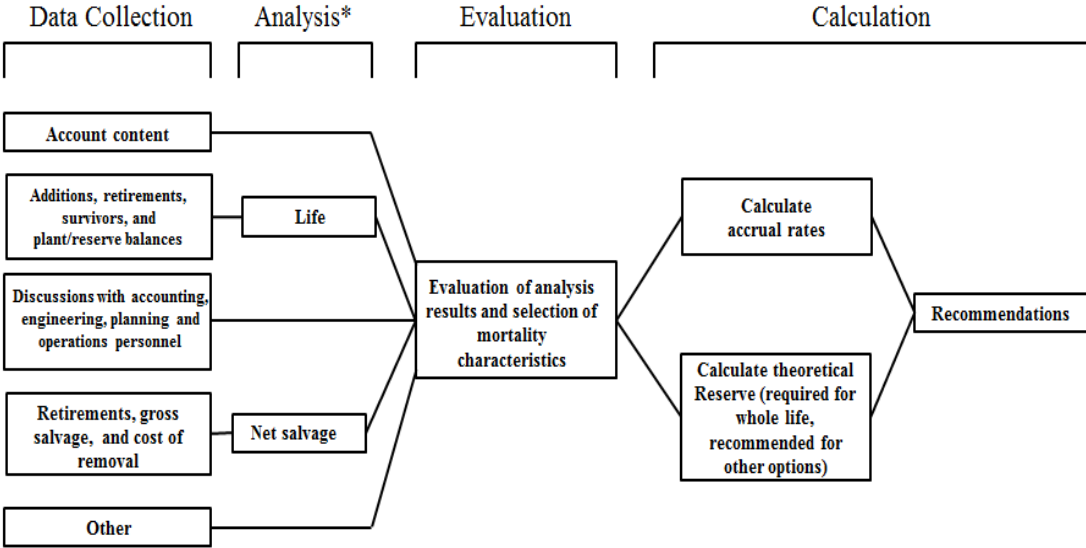 Data Collection
Analysis*
Evaluation
Calculation
Account content
Additions, retirements,
survivors, and
plant/reserve balances
Life
Discussions with accounting,
engineering, planning and
operations personnel
Retirements, gross
salvage, and cost of
removal
Net salvage
Other
Evaluation of analysis
results and selection of
mortality
characteristics
Calculate
accrual rates
Calculate theoretical
Reserve (required for
whole life,
recommended for
other options)
Recommendations